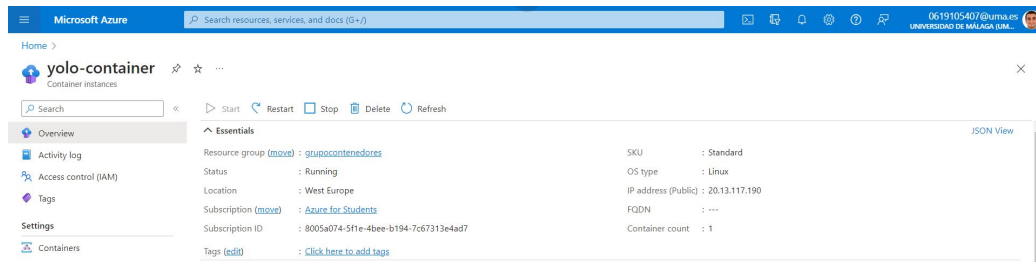 Microsoft Azure
Search resources, services, and docs (G+/)
0619105407@uma.es
UNIVERSIDAD DE MÁLAGA (UM...
Home >
yolo-container
Container instances
Search
Start Restart Stop Delete Refresh
Overview
Activity log
Access control (IAM)
Tags
Settings
Containers
Essentials
JSON View
Resource group (move) : grupocontenedores
Status : Running
Location : West Europe
Subscription (move) : Azure for Students
Subscription ID : 8005a074-5f1e-4bee-b194-7c67313e4ad7
Tags (edit) : Click here to add tags
SKU : Standard
OS type : Linux
IP address (Public) : 20.13.117.190
FQDN : ---
Container count : 1